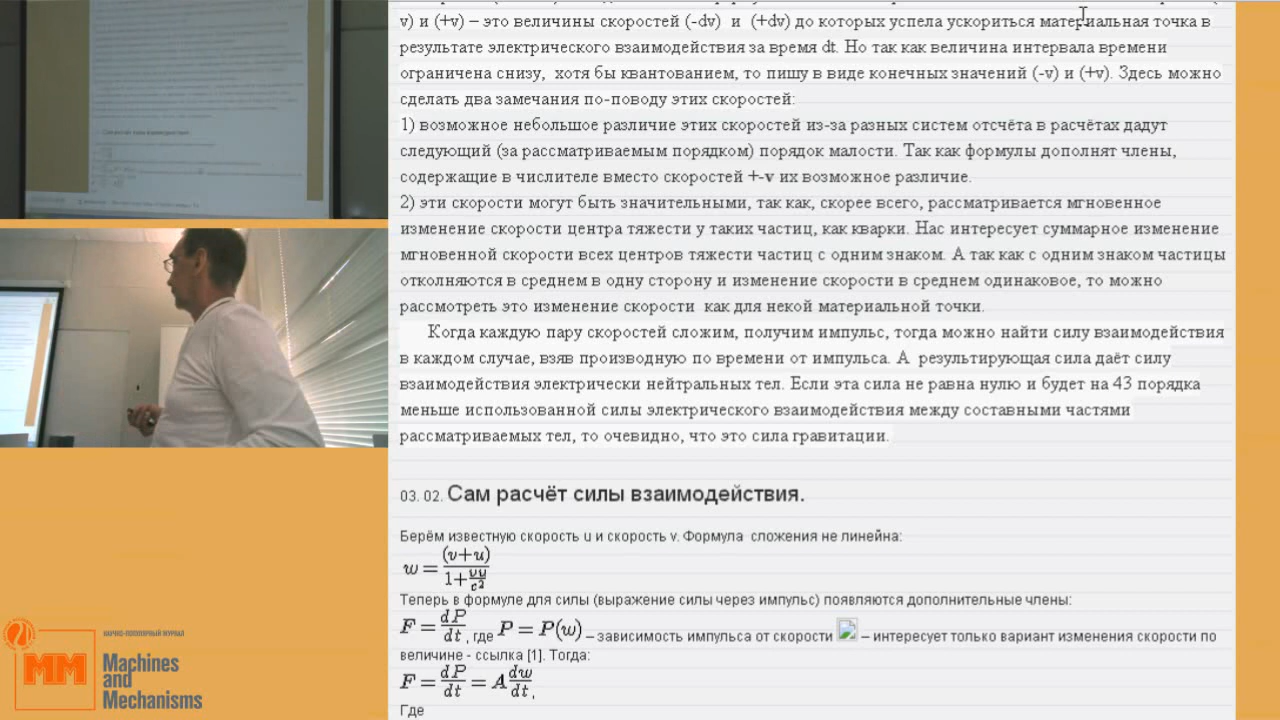 v) и (+v) – это величины скоростей (-dv) и (+dv) до которых успела ускориться материальная точка в
результате электрического взаимодействия за время dt. Но так как величина интервала времени
ограничена снизу, хотя бы квантованием, то пишу в виде конечных значений (-v) и (+v). Здесь можно
сделать два замечания по-поводу этих скоростей:
1) возможное небольшое различие этих скоростей из-за разных систем отсчёта в расчётах дадут
следующий (за рассматриваемым порядком) порядок малости. Так как формулы дополнят члены,
содержащие в числителе вместо скоростей +-v их возможное различие.
2) эти скорости могут быть значительными, так как, скорее всего, рассматривается мгновенное
изменение скорости центра тяжести у таких частиц, как кварки. Нас интересует суммарное изменение
мгновенной скорости всех центров тяжести частиц с одним знаком. А так как с одним знаком частицы
отколняются в среднем в одну сторону и изменение скорости в среднем одинаковое, то можно
рассмотреть это изменение скорости как для некой материальной точки.
Когда каждую пару скоростей сложим, получим импульс, тогда можно найти силу взаимодействия
в каждом случае, взяв производную по времени от импульса. А результирующая сила даёт силу
взаимодействия электрически нейтральных тел. Если эта сила не равна нулю и будет на 43 порядка
меньше использованной силы электрического взаимодействия между составными частями
рассматриваемых тел, то очевидно, что это сила гравитации.
03. 02. Сам расчёт силы взаимодействия.
Берём известную скорость u и скорость v. Формула сложения не линейна:
w = (v+u) / (1 + vu/c²)
Теперь в формуле для силы (выражение силы через импульс) появляются дополнительные члены:
F = dP/dt , где P = P(w) – зависимость импульса от скорости – интересует только вариант изменения скорости по
величине - ссылка [1]. Тогда:
F = dP/dt = A dw/dt ,
Где
НАУЧНО-ПОПУЛЯРНЫЙ ЖУРНАЛ
ММ
Machines
and
Mechanisms